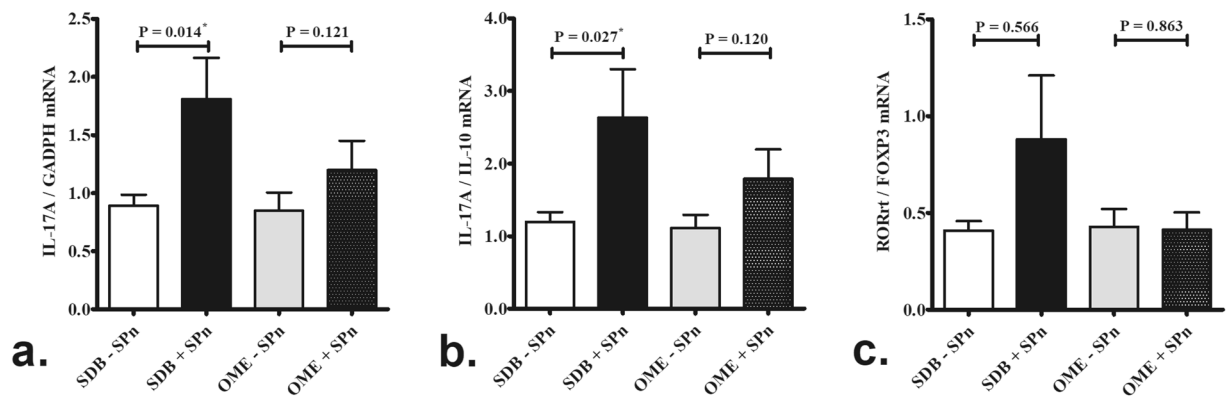 IL-17A / GADPH mRNA
2.5
2.0
1.5
1.0
0.5
0.0
P = 0.014*
P = 0.121
SDB - SPn
SDB + SPn
OME - SPn
OME + SPn
a.
IL-17A / IL-10 mRNA
4.0
3.0
2.0
1.0
0.0
P = 0.027*
P = 0.120
SDB - SPn
SDB + SPn
OME - SPn
OME + SPn
b.
RORrt / FOXP3 mRNA
1.5
1.0
0.5
0.0
P = 0.566
P = 0.863
SDB - SPn
SDB + SPn
OME - SPn
OME + SPn
c.